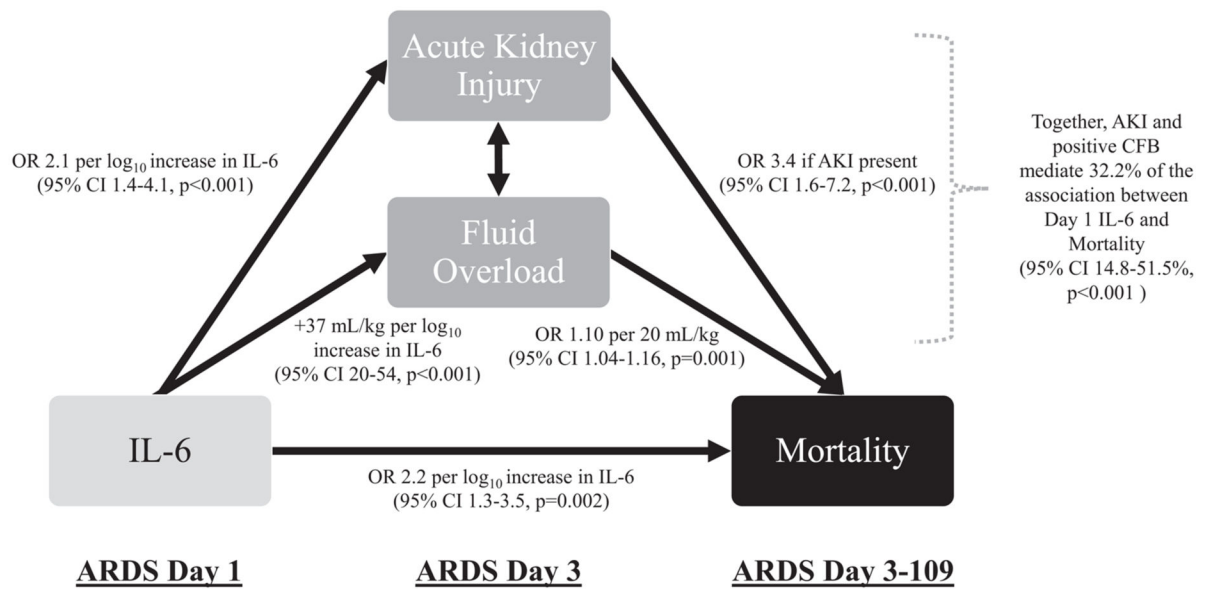 Acute Kidney
Injury
OR 2.1 per log10 increase in IL-6
(95% CI 1.4-4.1, p<0.001)
OR 3.4 if AKI present
(95% CI 1.6-7.2, p<0.001)
Together, AKI and
positive CFB
mediate 32.2% of the
association between
Day 1 IL-6 and
Mortality
(95% CI 14.8-51.5%,
p<0.001 )
Fluid
Overload
+37 mL/kg per log10
increase in IL-6
(95% CI 20-54, p<0.001)
OR 1.10 per 20 mL/kg
(95% CI 1.04-1.16, p=0.001)
IL-6
Mortality
OR 2.2 per log10 increase in IL-6
(95% CI 1.3-3.5, p=0.002)
ARDS Day 1
ARDS Day 3
ARDS Day 3-109